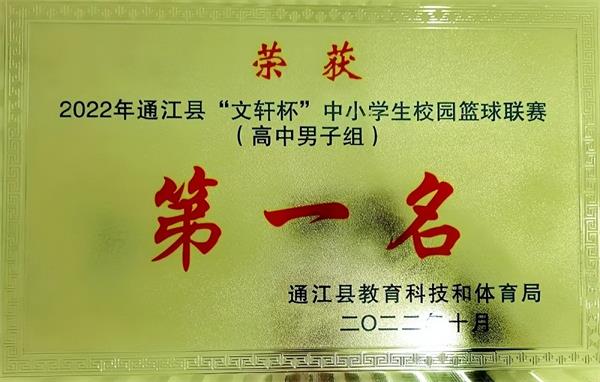 荣获
2022年通江县“文轩杯”中小学生校园篮球联赛
（高中男子组）
第一名
通江县教育科技和体育局
二〇二二年十月